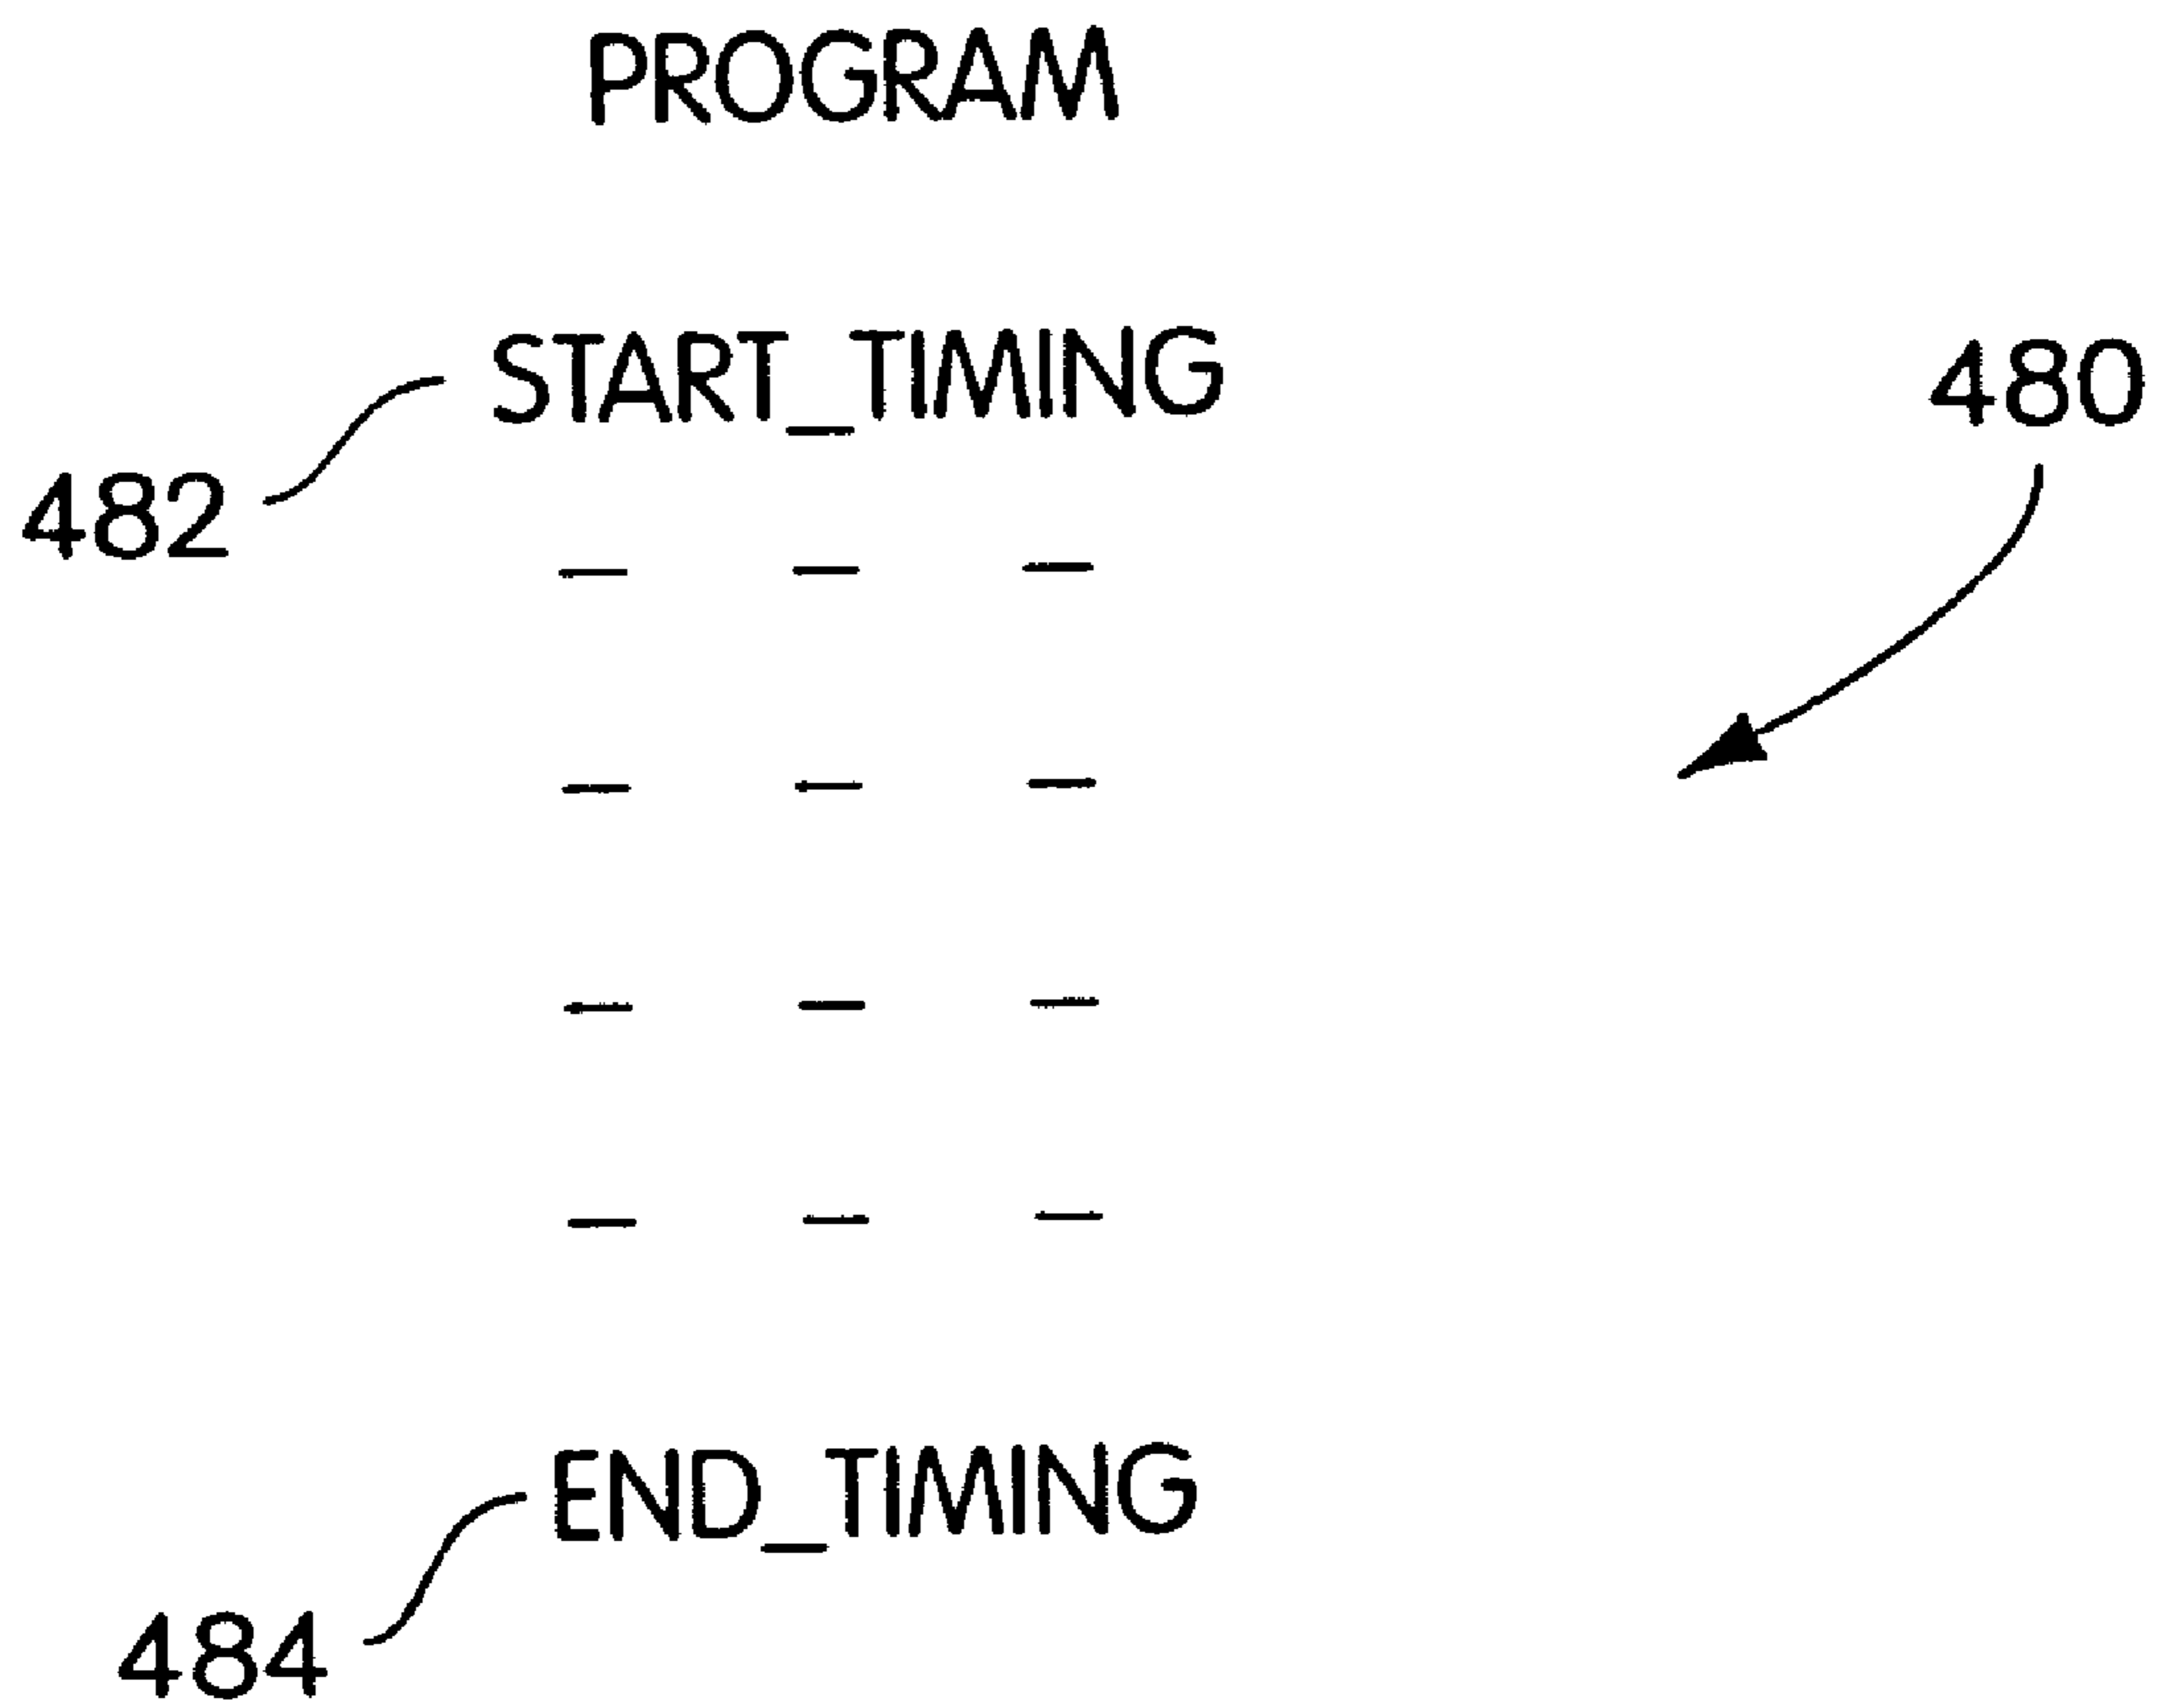 PROGRAM
START_TIMING
480
482
— — —
— — —
— — —
— — —
END_TIMING
484